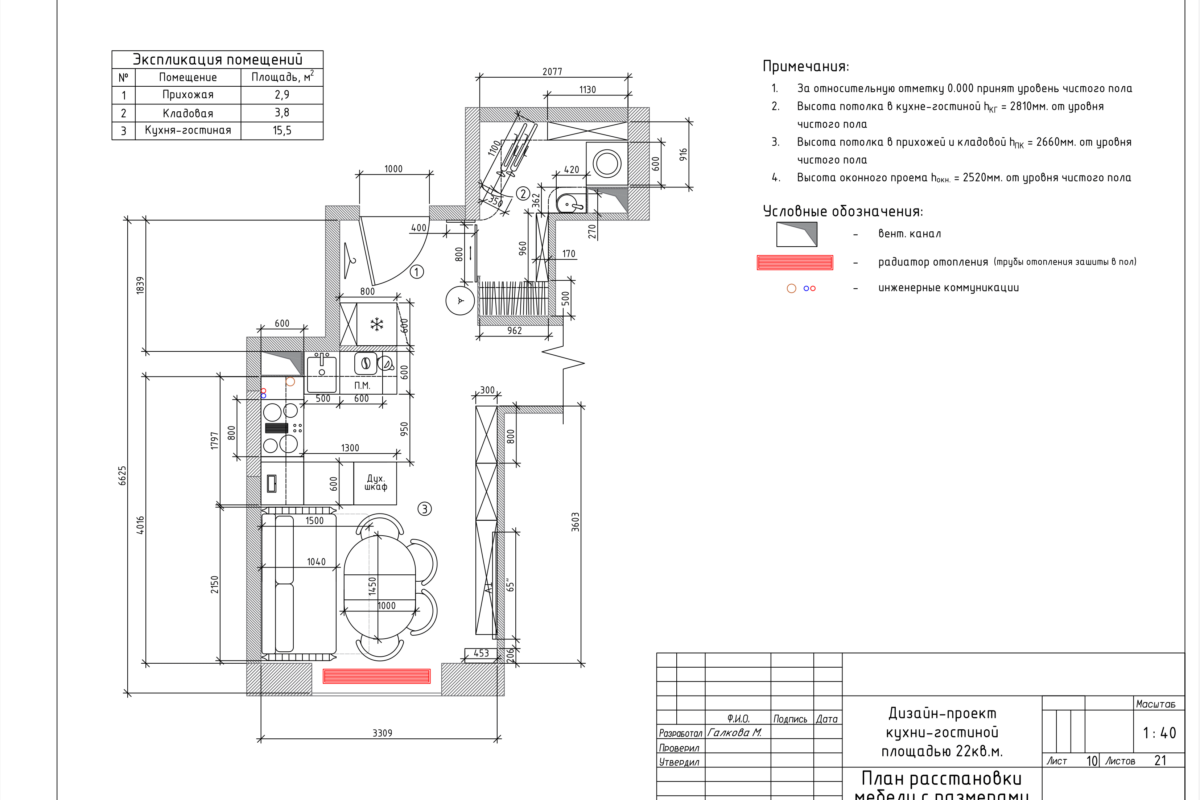 Экспликация помещений
№ Помещение Площадь, м2
1 Прихожая 2,9
2 Кладовая 3,8
3 Кухня-гостиная 15,5
Примечания:
1. За относительную отметку 0.000 принят уровень чистого пола
2. Высота потолка в кухне-гостиной hКГ = 2810мм. от уровня
чистого пола
3. Высота потолка в прихожей и кладовой hПК = 2660мм. от уровня
чистого пола
4. Высота оконного проема hокн. = 2520мм. от уровня чистого пола
Условные обозначения:
- вент. канал
- радиатор отопления (трубы отопления зашиты в пол)
- инженерные коммуникации
2077
1130
1100
916
600
1000
420
2
350
362
270
400
800
960
170
1
1839
800
500
A
600
600
962
600
П.М.
300
500
600
1797
800
950
800
1300
6625
600
Дух.
шкаф
3
4016
1500
3603
1040
1450
65"
2150
1000
453
206
3309
Ф.И.О. Подпись Дата
Разработал Галкова М.
Проверил
Утвердил
Дизайн-проект
кухни-гостиной
площадью 22кв.м.
Масштаб
1 : 40
Лист 10 Листов 21
План расстановки
мебели с размерами